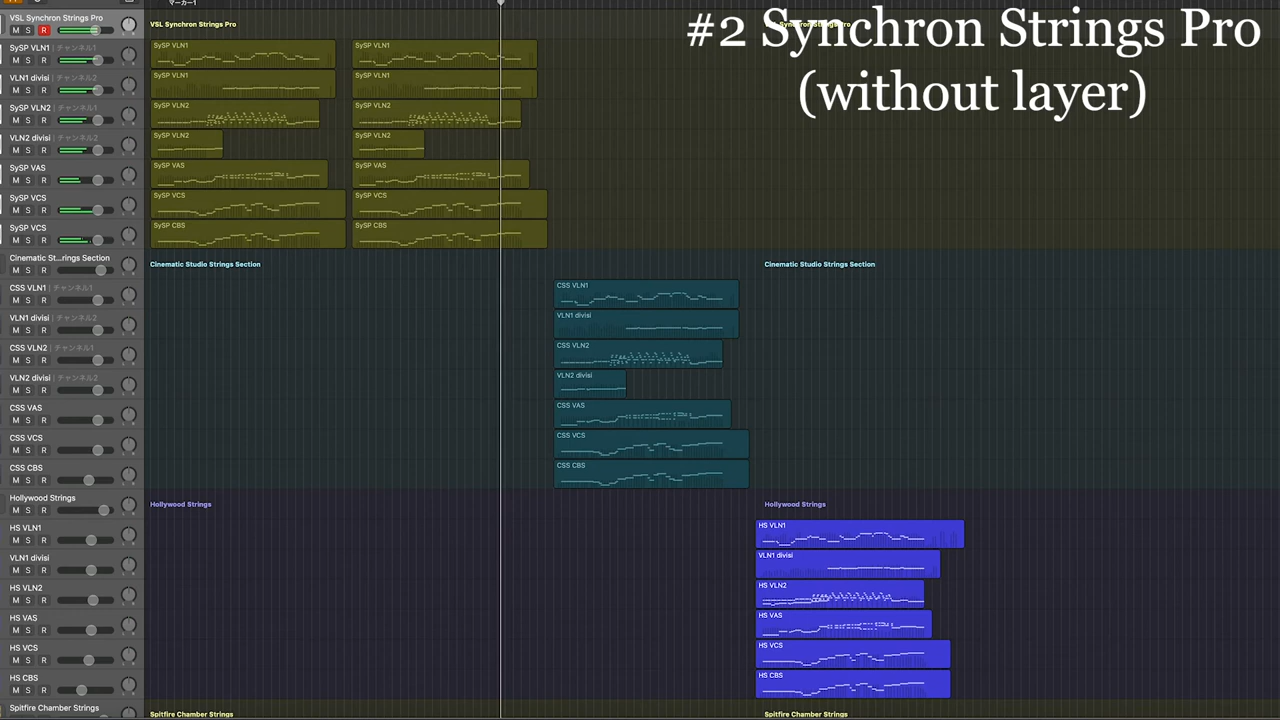 #2 Synchron Strings Pro
(without layer)
マーカー1
VSL Synchron Strings Pro
M S R
VSL Synchron Strings Pro
SySP VLN1 | チャンネル1
M S R
SySP VLN1
SySP VLN1
VLN1 divisi | チャンネル2
M S R
SySP VLN1
SySP VLN1
SySP VLN2 | チャンネル1
M S R
SySP VLN2
SySP VLN2
VLN2 divisi | チャンネル2
M S R
SySP VLN2
SySP VLN2
SySP VAS
M S R
SySP VAS
SySP VAS
SySP VCS
M S R
SySP VCS
SySP VCS
SySP VCS
M S R
SySP CBS
SySP CBS
Cinematic St...rings Section
M S R
Cinematic Studio Strings Section
Cinematic Studio Strings Section
CSS VLN1 | チャンネル1
M S R
CSS VLN1
VLN1 divisi | チャンネル2
M S R
VLN1 divisi
CSS VLN2 | チャンネル1
M S R
CSS VLN2
VLN2 divisi | チャンネル2
M S R
VLN2 divisi
CSS VAS
M S R
CSS VAS
CSS VCS
M S R
CSS VCS
CSS CBS
M S R
CSS CBS
Hollywood Strings
M S R
Hollywood Strings
Hollywood Strings
HS VLN1
M S R
HS VLN1
VLN1 divisi
M S R
VLN1 divisi
HS VLN2
M S R
HS VLN2
HS VAS
M S R
HS VAS
HS VCS
M S R
HS VCS
HS CBS
M S R
HS CBS
Spitfire Chamber Strings
Spitfire Chamber Strings
Spitfire Chamber Strings